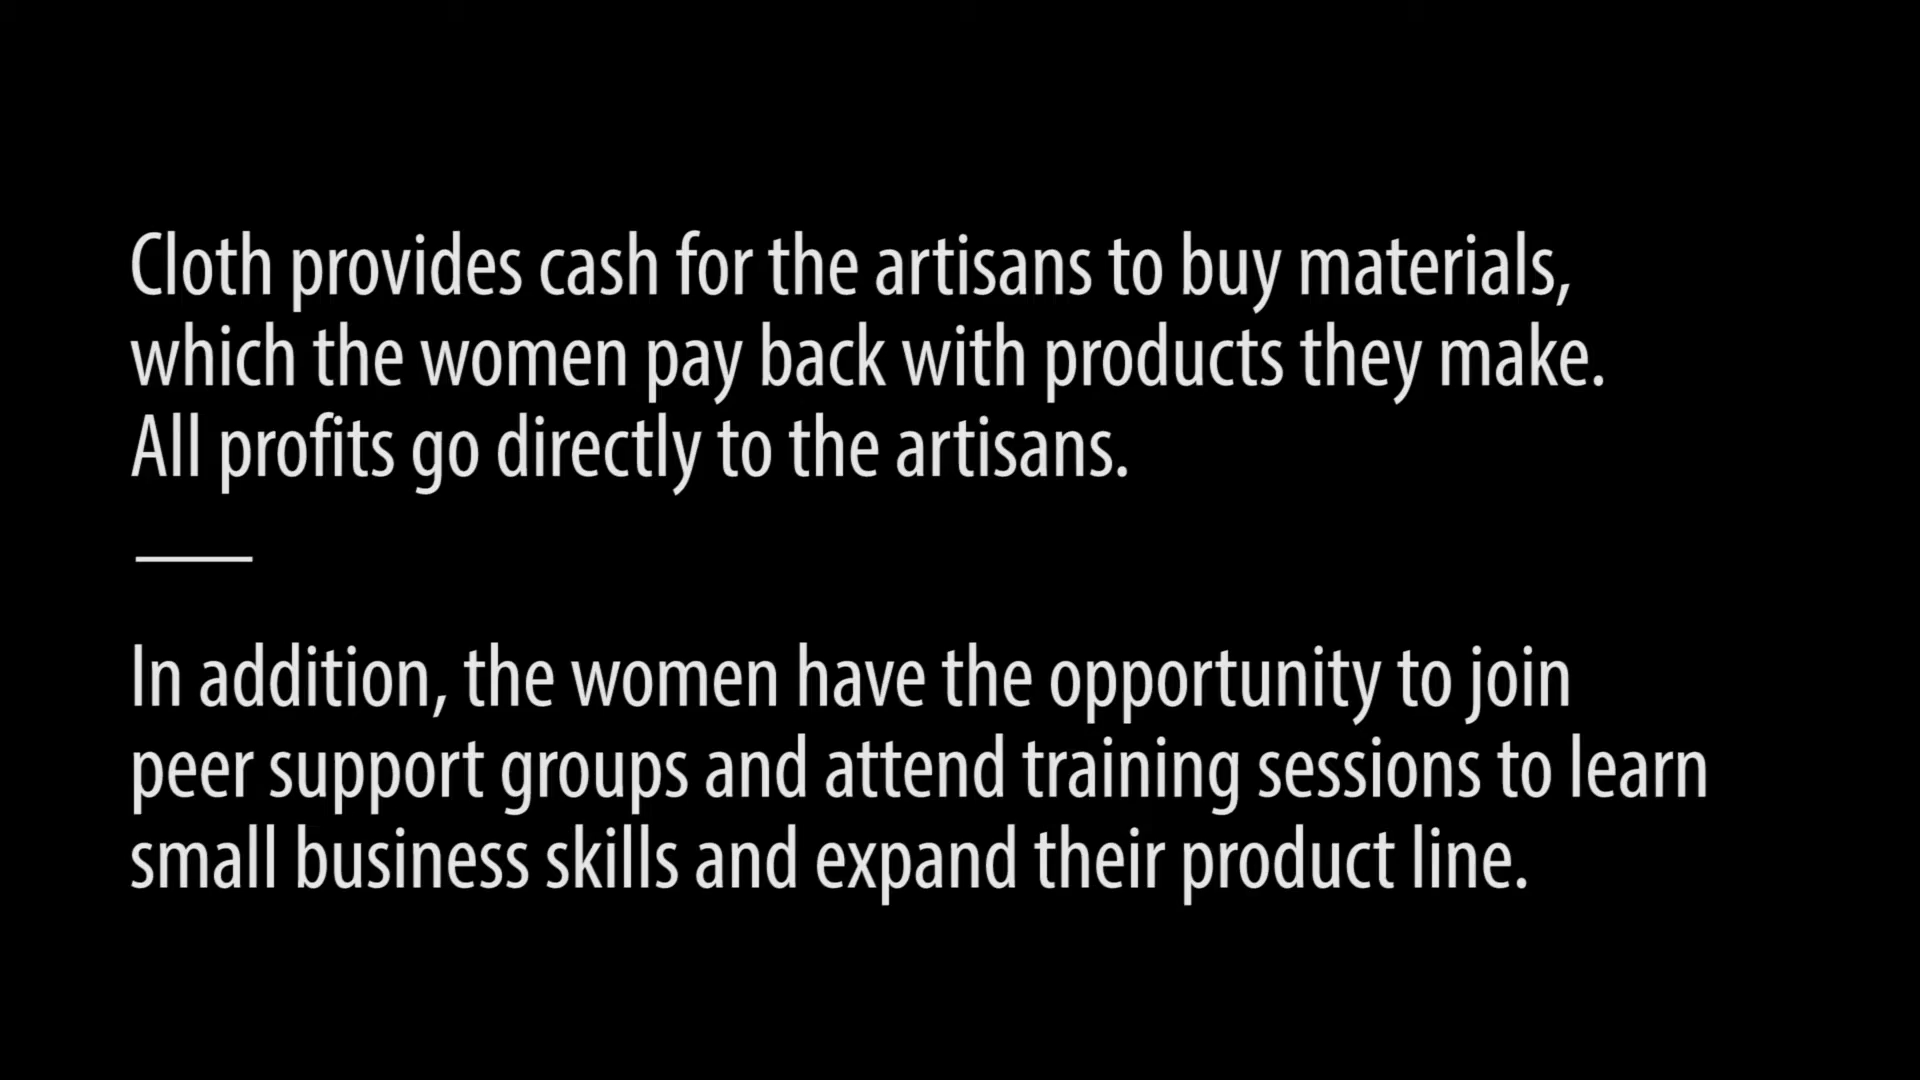 Cloth provides cash for the artisans to buy materials,
which the women pay back with products they make.
All profits go directly to the artisans.
In addition, the women have the opportunity to join
peer support groups and attend training sessions to learn
small business skills and expand their product line.